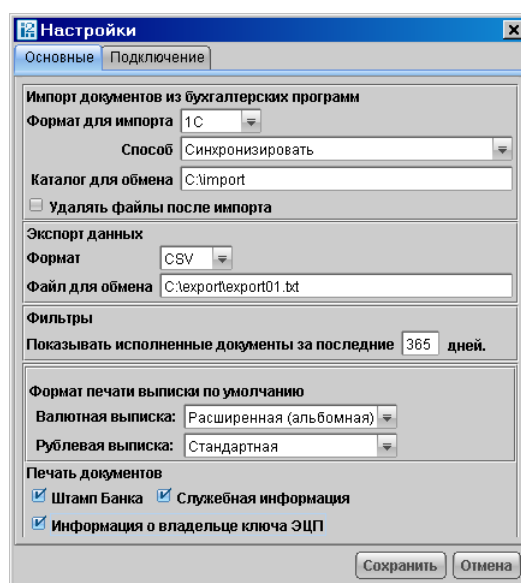 Настройки
Основные Подключение
Импорт документов из бухгалтерских программ
Формат для импорта 1C
Способ Синхронизировать
Каталог для обмена C:\import
Удалять файлы после импорта
Экспорт данных
Формат CSV
Файл для обмена C:\export\export01.txt
Фильтры
Показывать исполненные документы за последние 365 дней.
Формат печати выписки по умолчанию
Валютная выписка: Расширенная (альбомная)
Рублевая выписка: Стандартная
Печать документов
Штамп Банка Служебная информация
Информация о владельце ключа ЭЦП
Сохранить Отмена